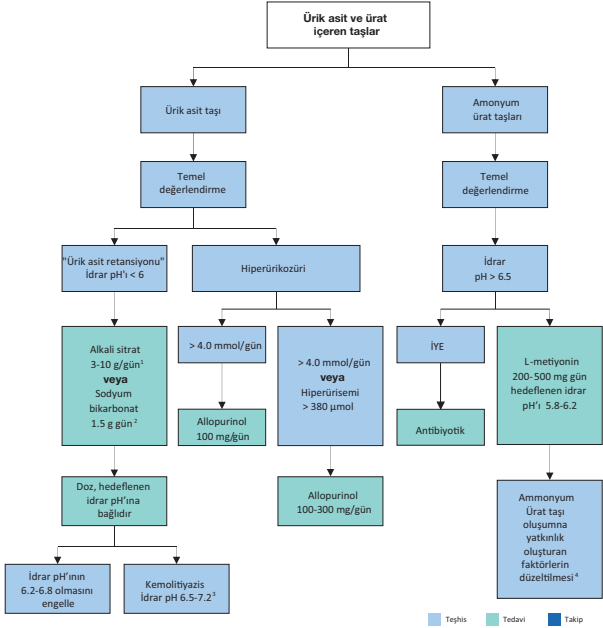 Ürik asit ve ürat
içeren taşlar
Ürik asit taşı
Amonyum
ürat taşları
Temel
değerlendirme
Temel
değerlendirme
"Ürik asit retansiyonu"
İdrar pH'ı < 6
Hiperürikozüri
İdrar
pH > 6.5
Alkali sitrat
3-10 g/gün¹
veya
Sodyum
bikarbonat
1.5 g gün ²
> 4.0 mmol/gün
> 4.0 mmol/gün
veya
Hiperürisemi
> 380 µmol
İYE
L-metiyonin
200-500 mg gün
hedeflenen idrar
pH'ı 5.8-6.2
Allopurinol
100 mg/gün
Antibiyotik
Doz, hedeflenen
idrar pH'ına
bağlıdır
Allopurinol
100-300 mg/gün
Ammonyum
Ürat taşı
oluşumna
yatkınlık
oluşturan
faktörlerin
düzeltilmesi⁴
İdrar pH'ının
6.2-6.8 olmasını
engelle
Kemolitiyazis
İdrar pH 6.5-7.2³
Teşhis
Tedavi
Takip